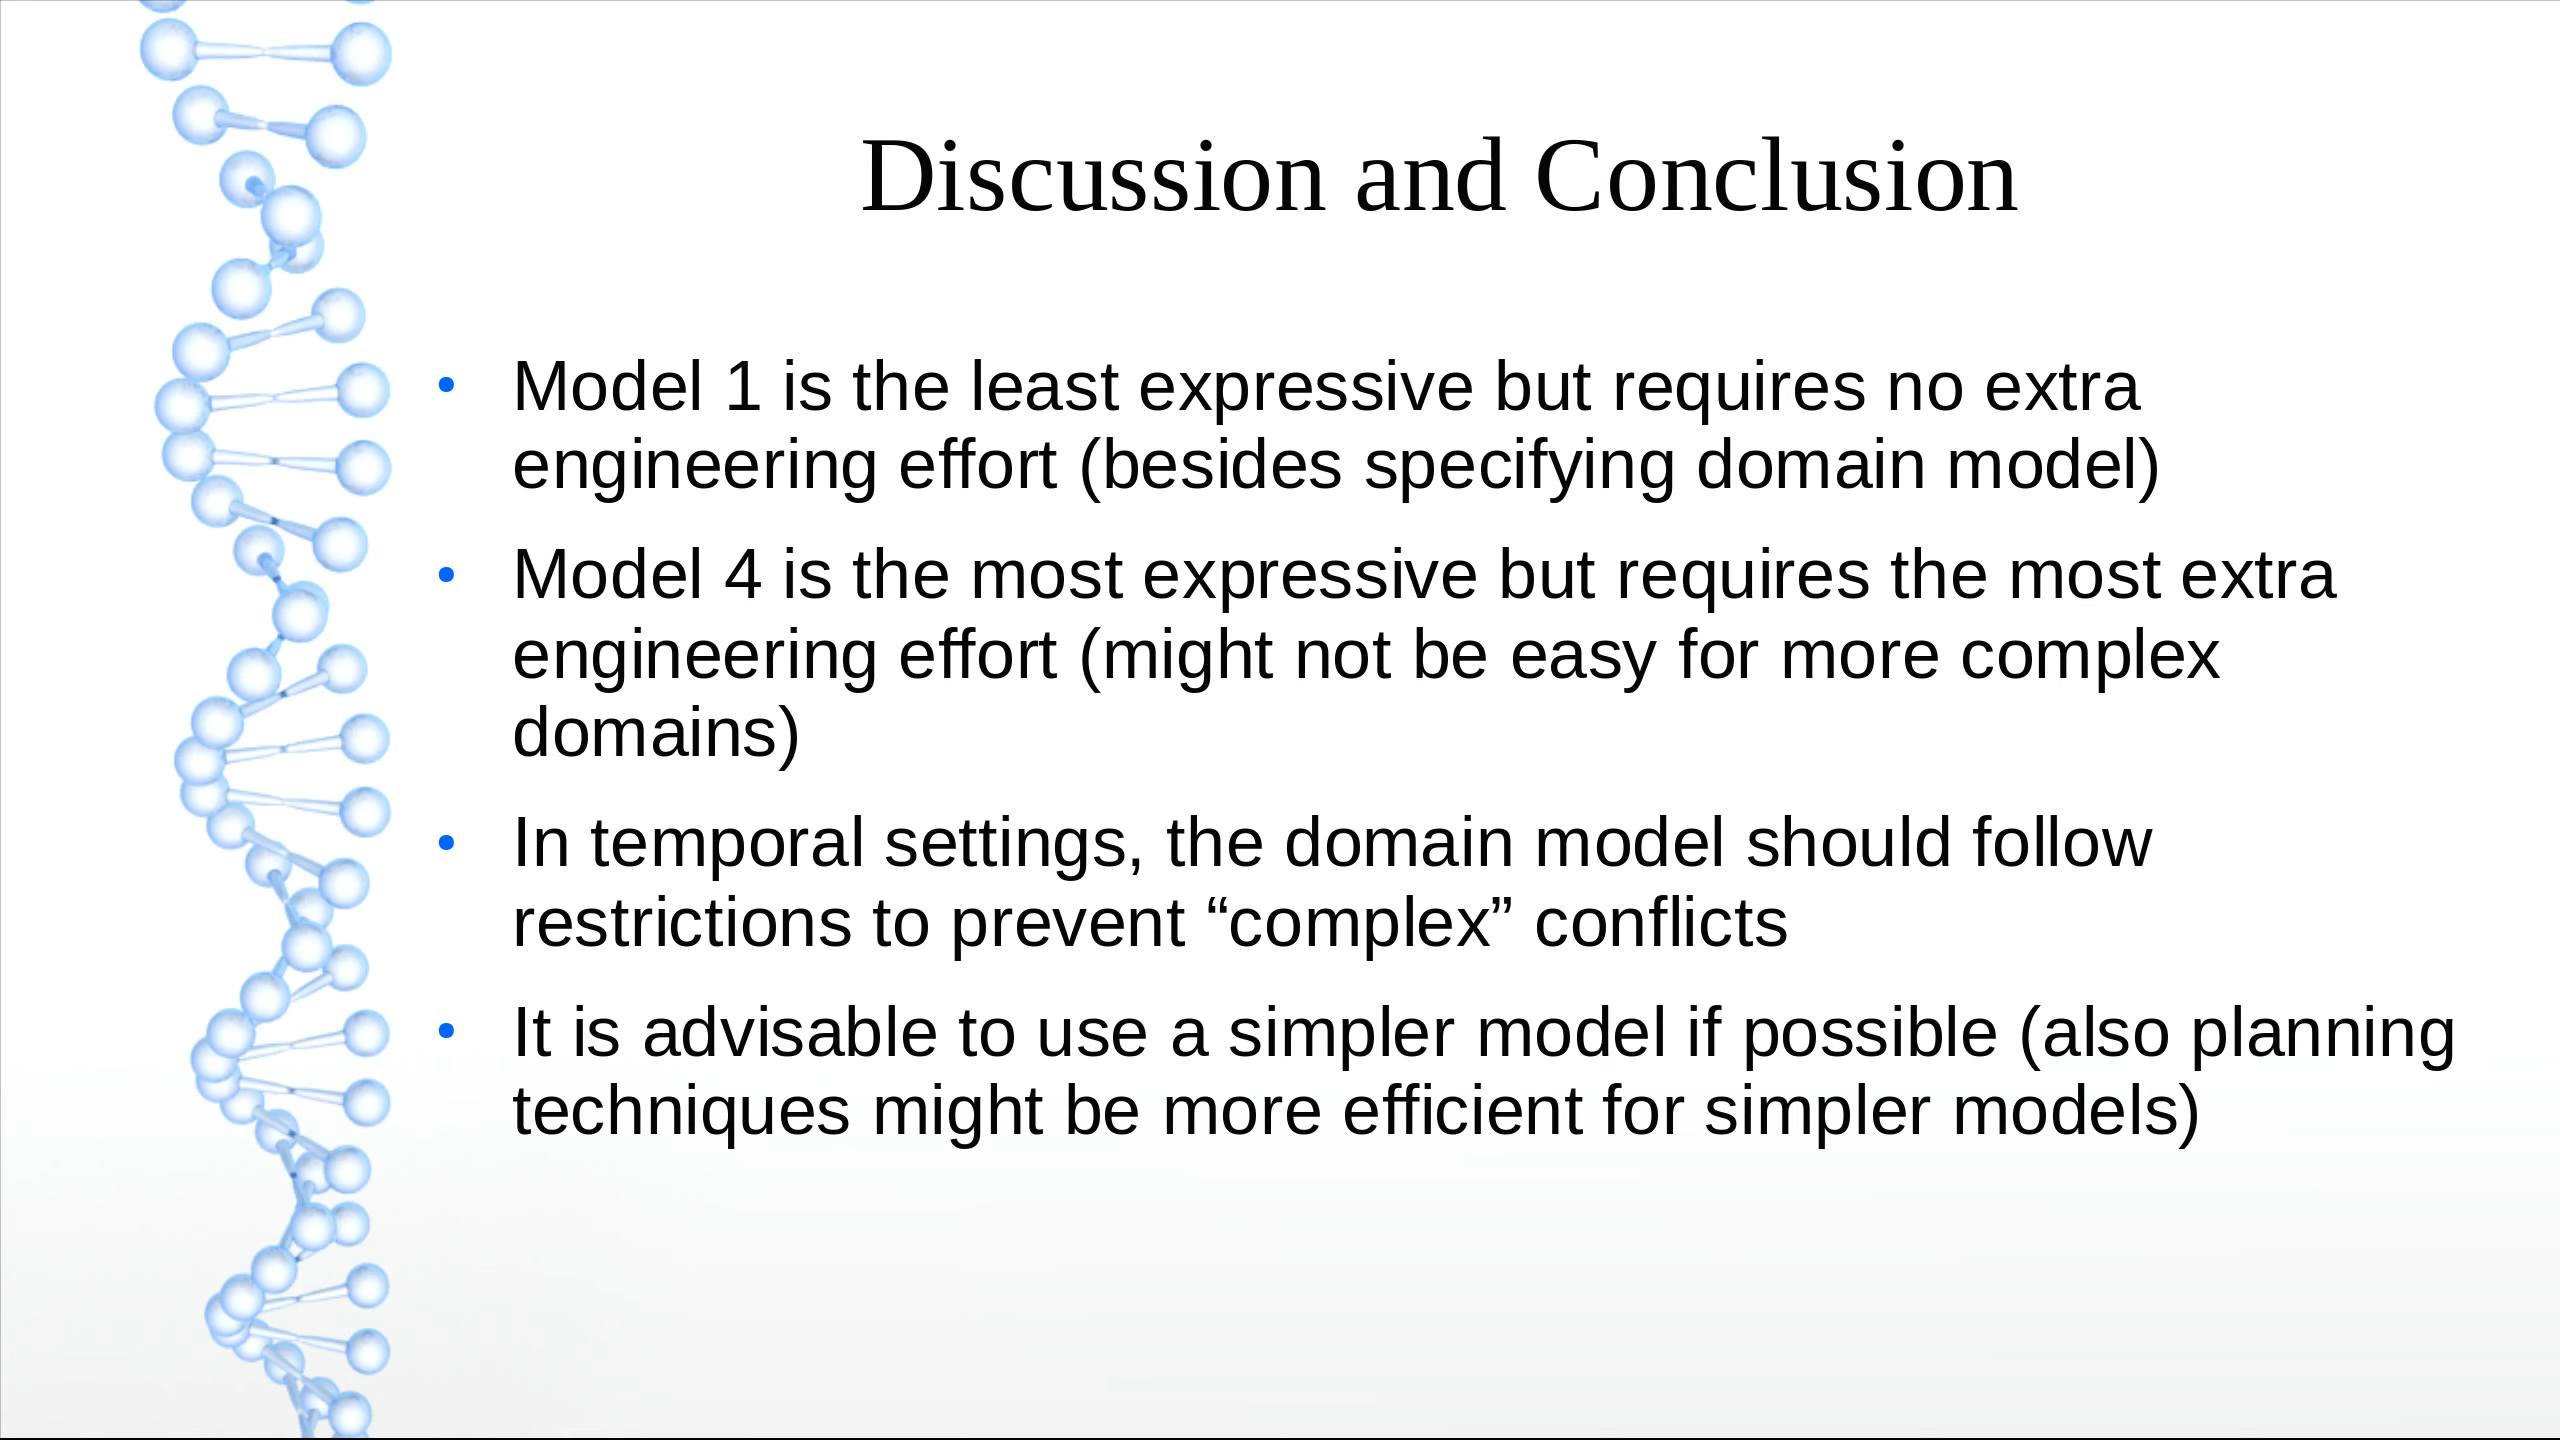 Discussion and Conclusion
• Model 1 is the least expressive but requires no extra
engineering effort (besides specifying domain model)
• Model 4 is the most expressive but requires the most extra
engineering effort (might not be easy for more complex
domains)
• In temporal settings, the domain model should follow
restrictions to prevent “complex” conflicts
• It is advisable to use a simpler model if possible (also planning
techniques might be more efficient for simpler models)